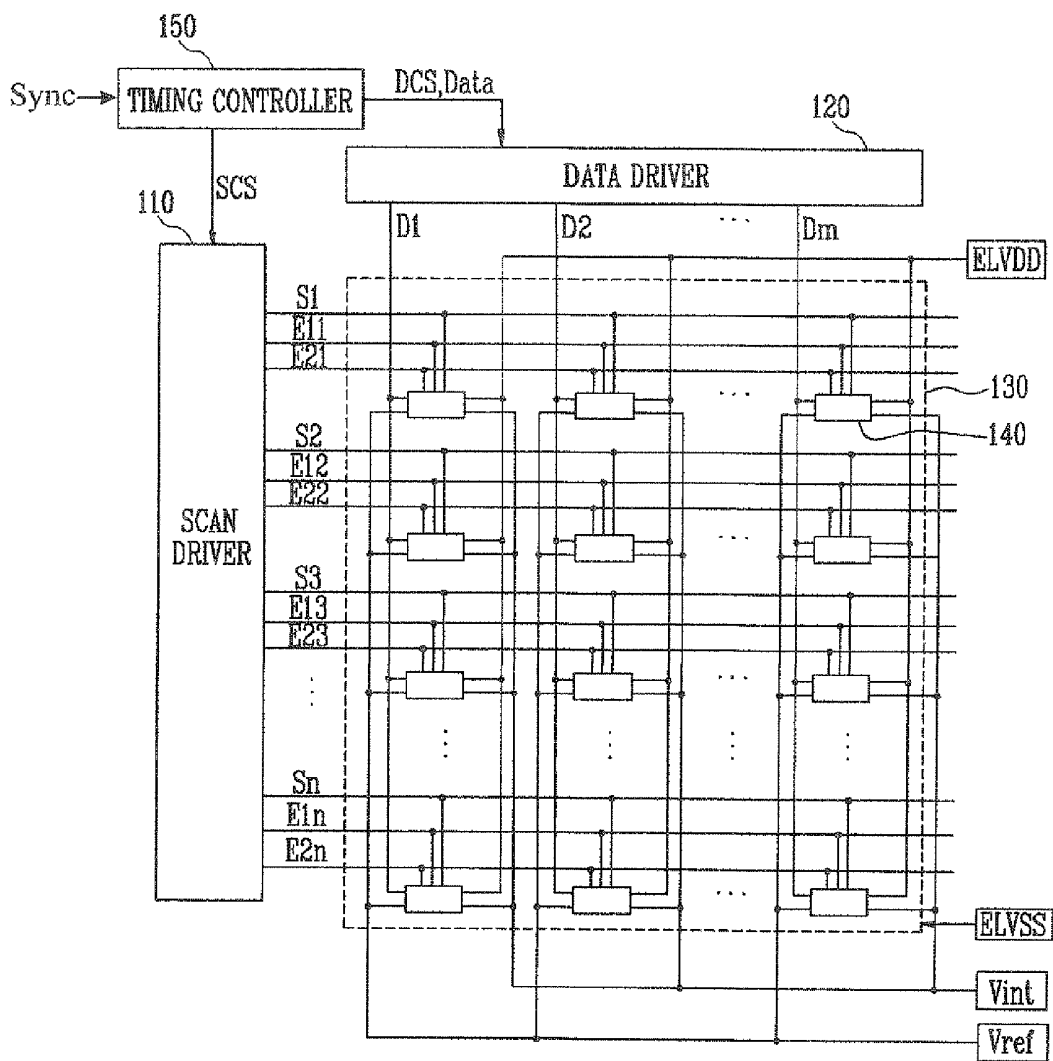 150
Sync
TIMING CONTROLLER
DCS,Data
120
DATA DRIVER
SCS
110
D1
D2
...
Dm
ELVDD
S1
E11
E21
...
130
140
S2
E12
E22
...
SCAN
DRIVER
S3
E13
E23
...
Sn
E1n
E2n
...
ELVSS
Vint
Vref